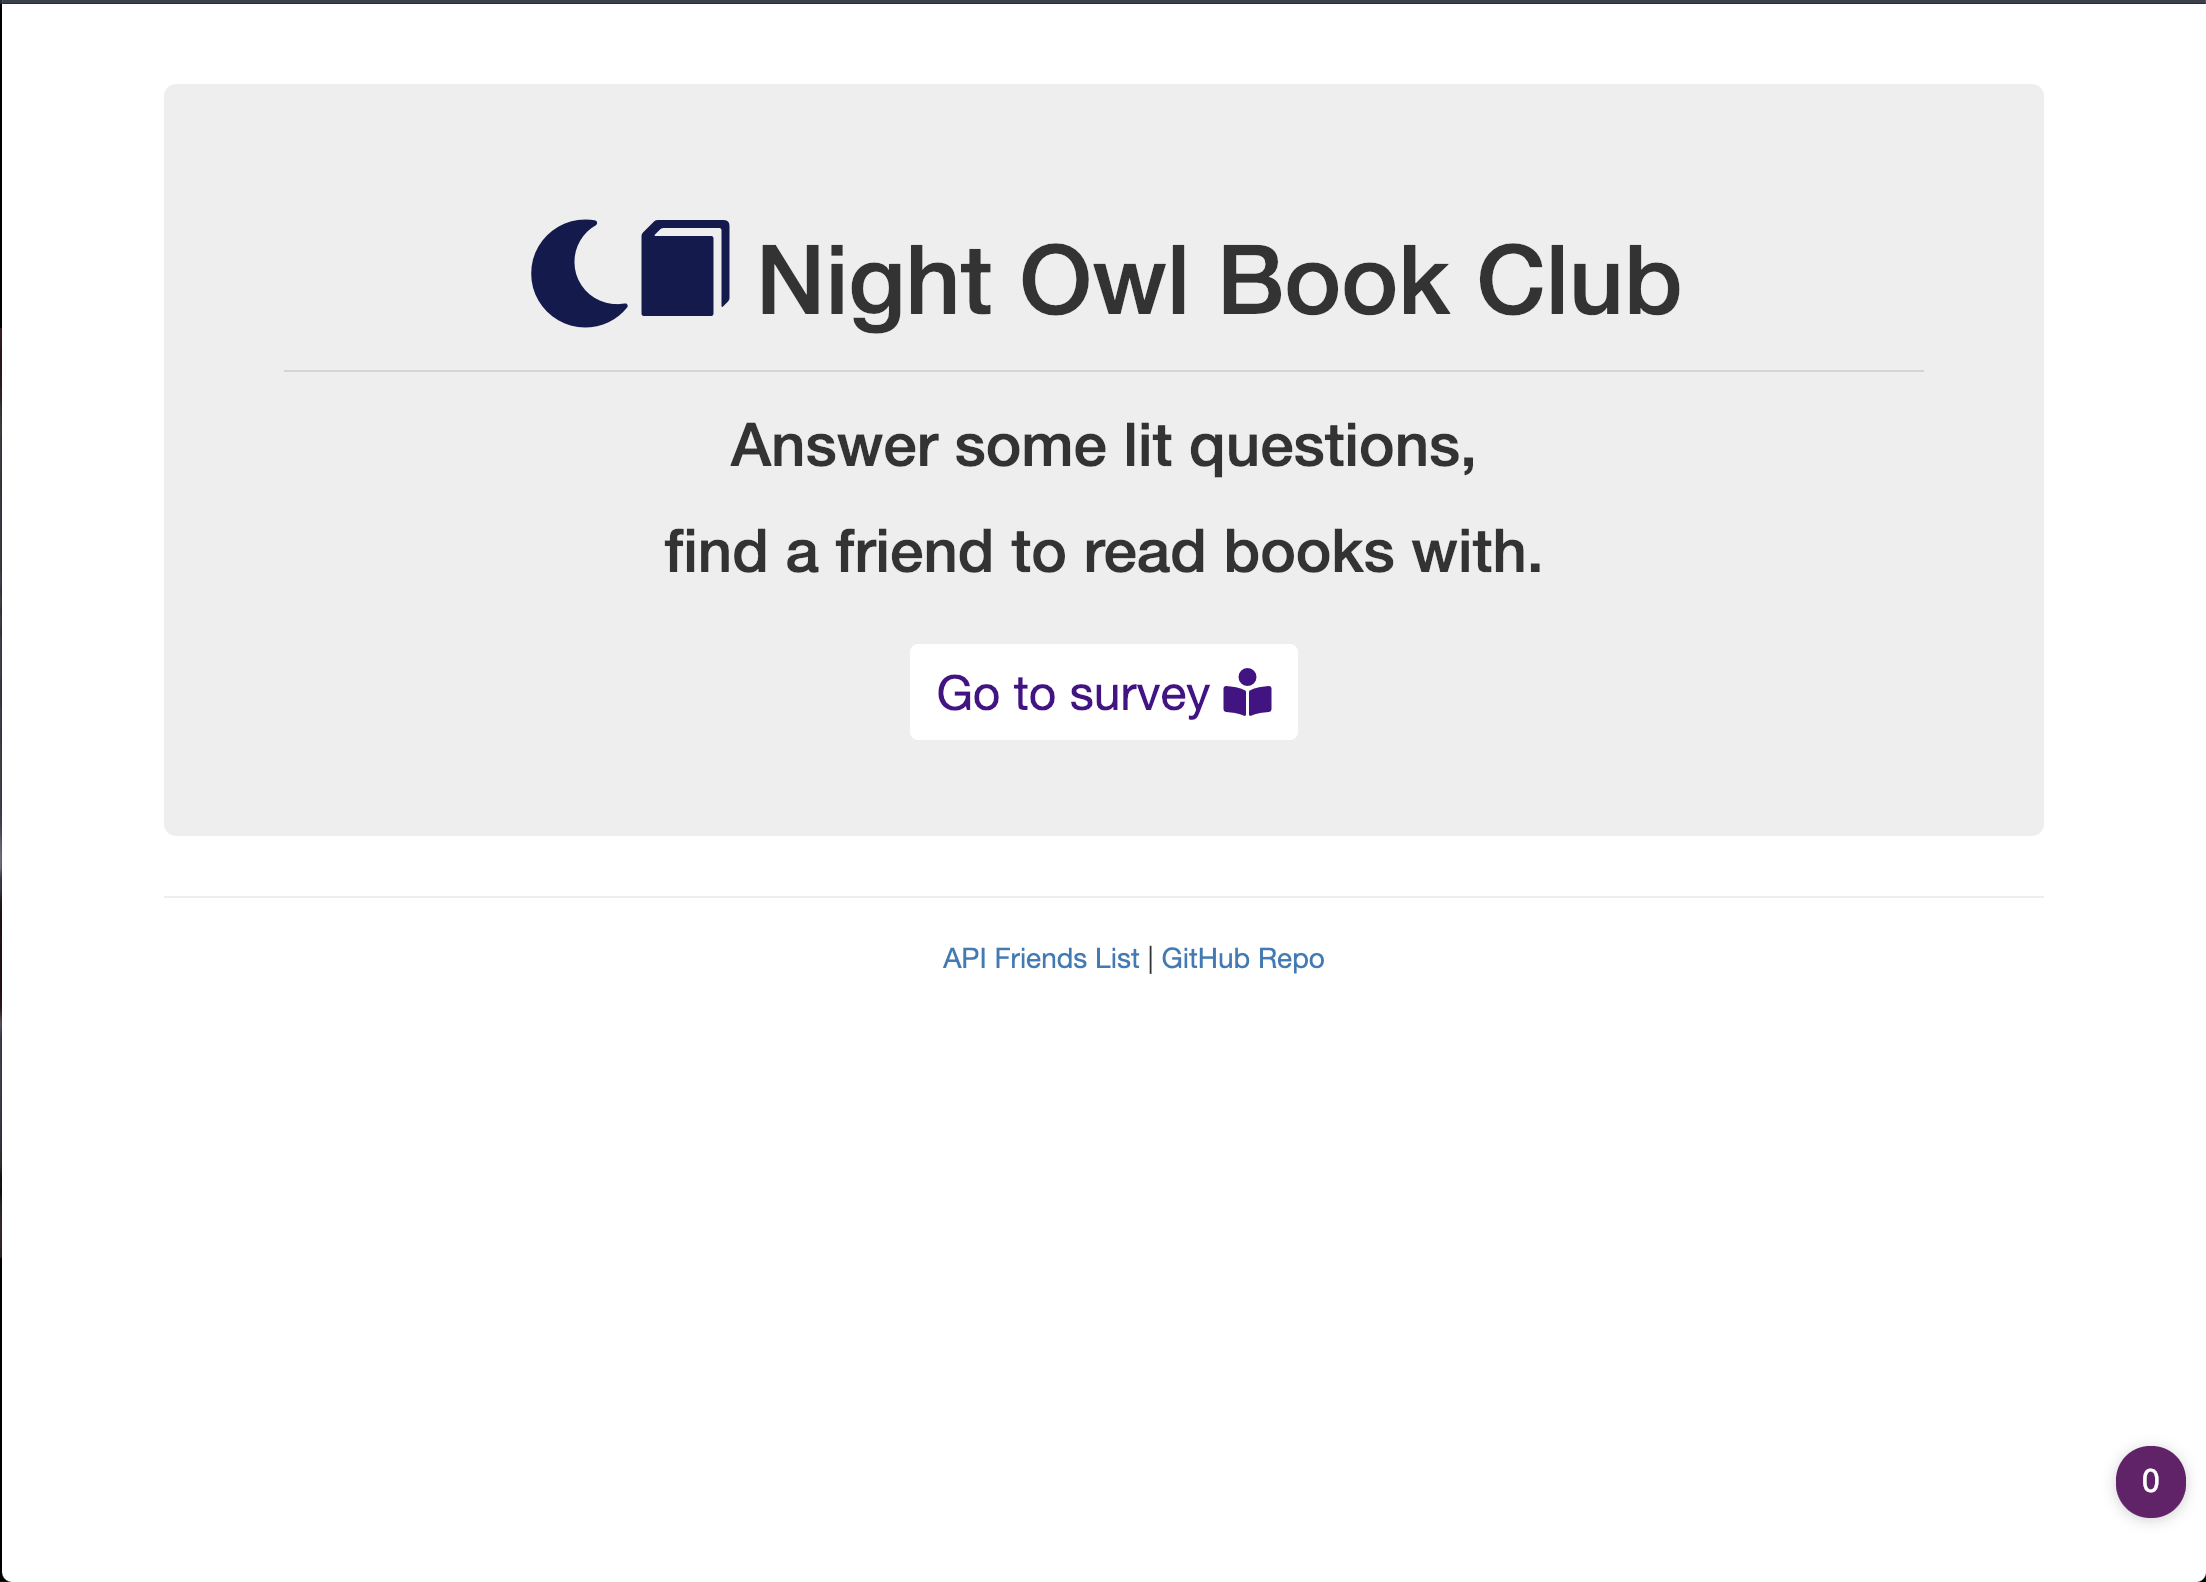 Night Owl Book Club
Answer some lit questions,
find a friend to read books with.
Go to survey
API Friends List | GitHub Repo
0